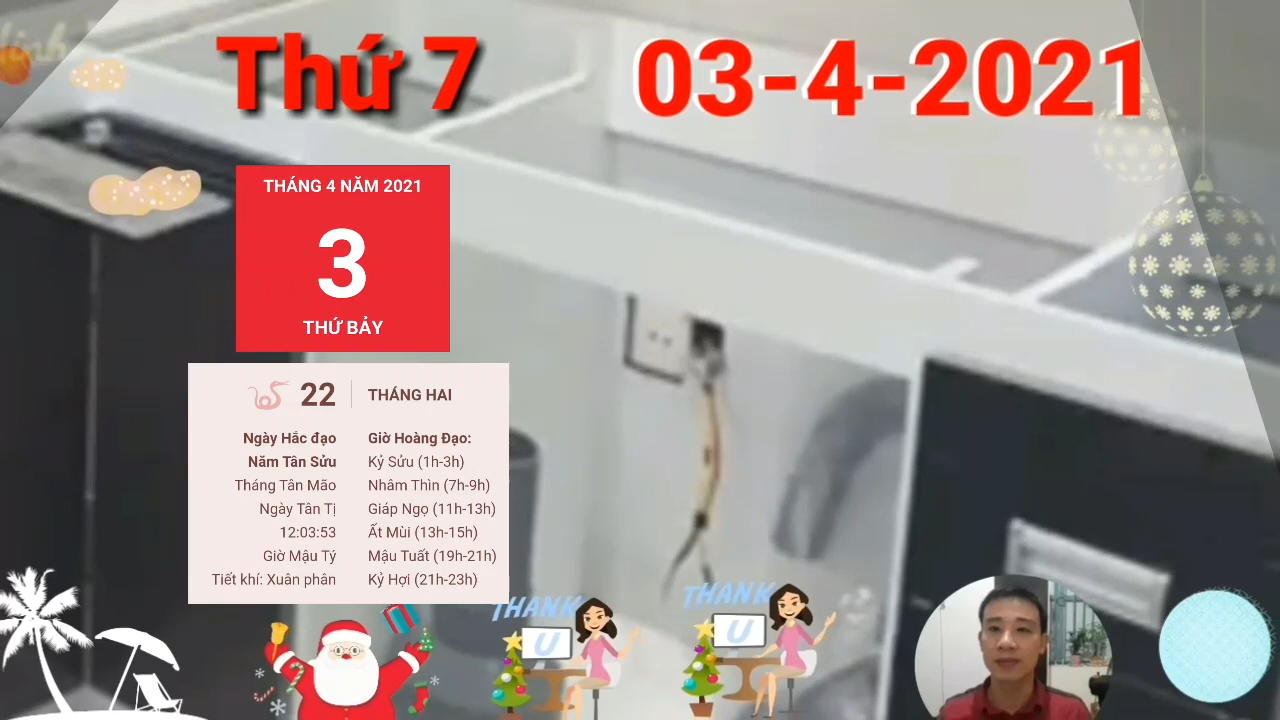 Thứ 7 03-4-2021
THÁNG 4 NĂM 2021
3
THỨ BẢY
22 THÁNG HAI
Ngày Hắc đạo Giờ Hoàng Đạo:
Năm Tân Sửu Kỷ Sửu (1h-3h)
Tháng Tân Mão Nhâm Thìn (7h-9h)
Ngày Tân Tị Giáp Ngọ (11h-13h)
12:03:53 Ất Mùi (13h-15h)
Giờ Mậu Tý Mậu Tuất (19h-21h)
Tiết khí: Xuân phân Kỷ Hợi (21h-23h)
THANK THANK
U U